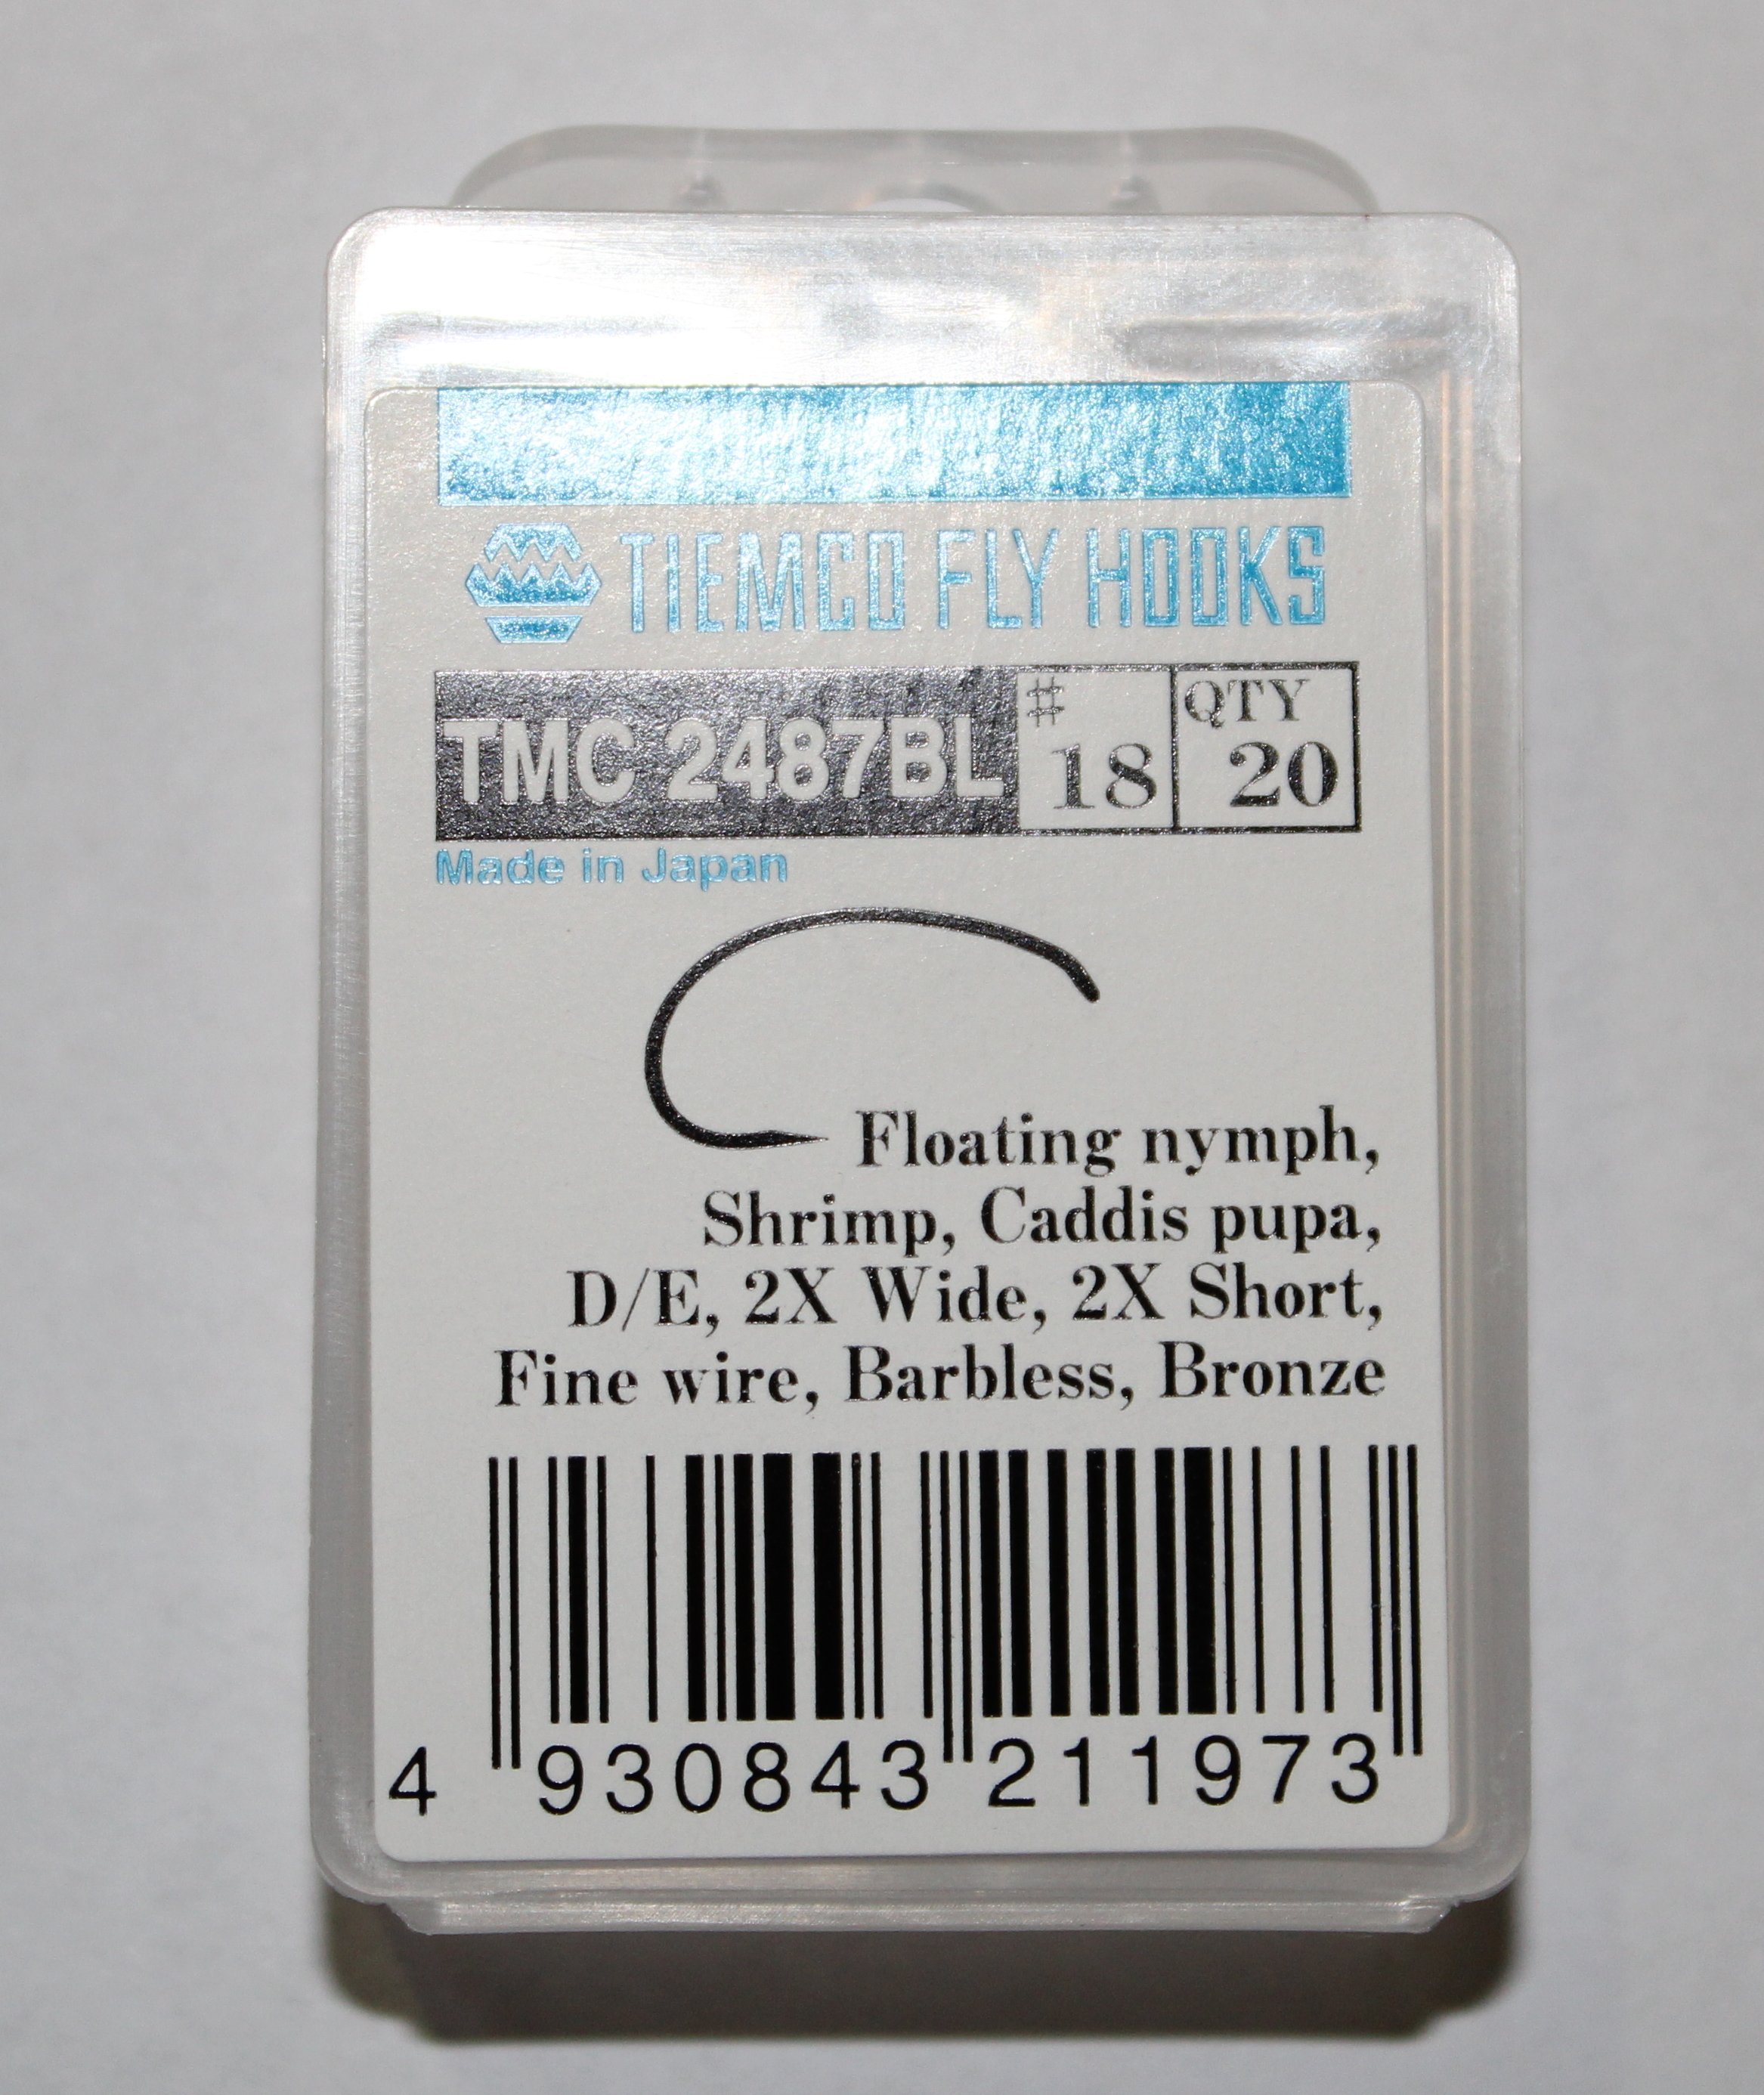 TIEMCO FLY HOOKS
TMC 2487BL # 18 QTY 20
Made in Japan
Floating nymph,
Shrimp, Caddis pupa,
D/E, 2X Wide, 2X Short,
Fine wire, Barbless, Bronze
4 930843 211973